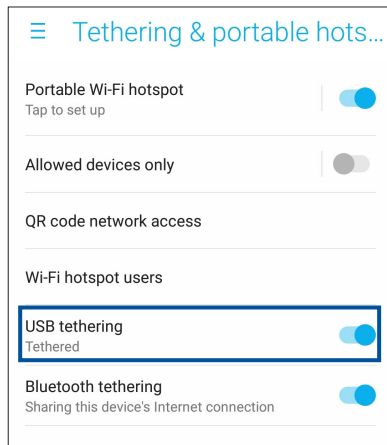 Tethering & portable hots...
Portable Wi-Fi hotspot
Tap to set up
Allowed devices only
QR code network access
Wi-Fi hotspot users
USB tethering
Tethered
Bluetooth tethering
Sharing this device's Internet connection